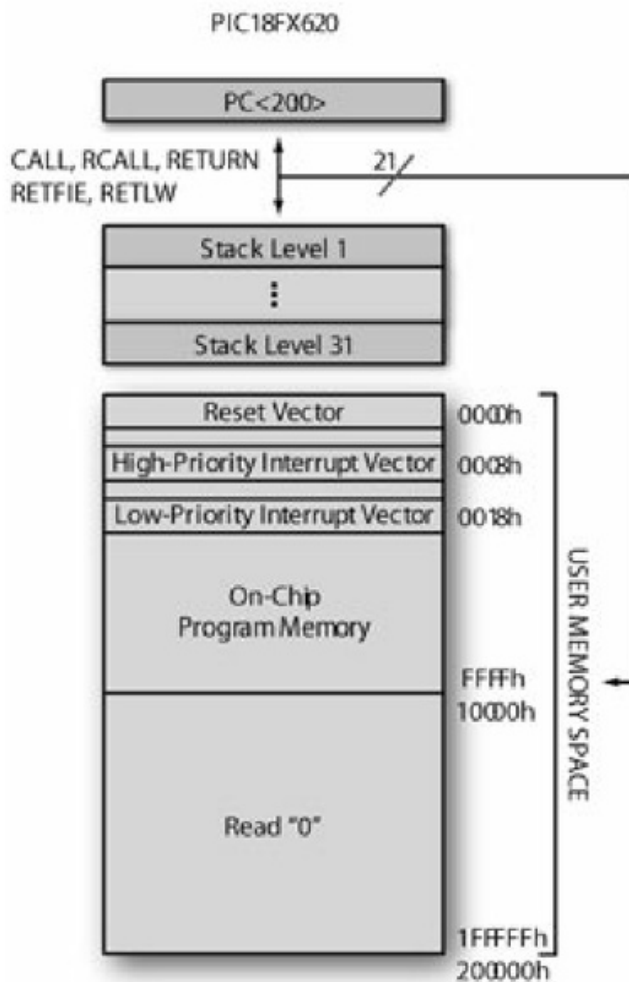 PIC18FX620
PC<200>
CALL, RCALL, RETURN
RETFIE, RETLW
21
Stack Level 1
Stack Level 31
Reset Vector
0000h
High-Priority Interrupt Vector
0008h
Low-Priority Interrupt Vector
0018h
On-Chip
Program Memory
FFFFh
10000h
Read "0"
1FFFFFh
200000h
USER MEMORY SPACE